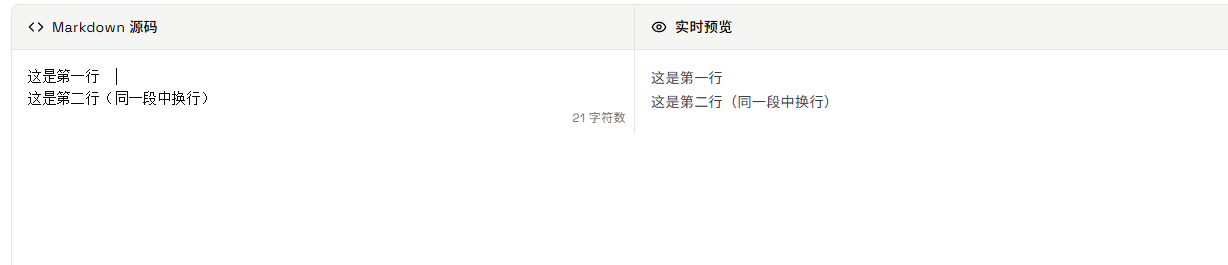 Markdown 源码
实时预览
这是第一行
这是第二行（同一段中换行）
21 字符数
这是第一行
这是第二行（同一段中换行）